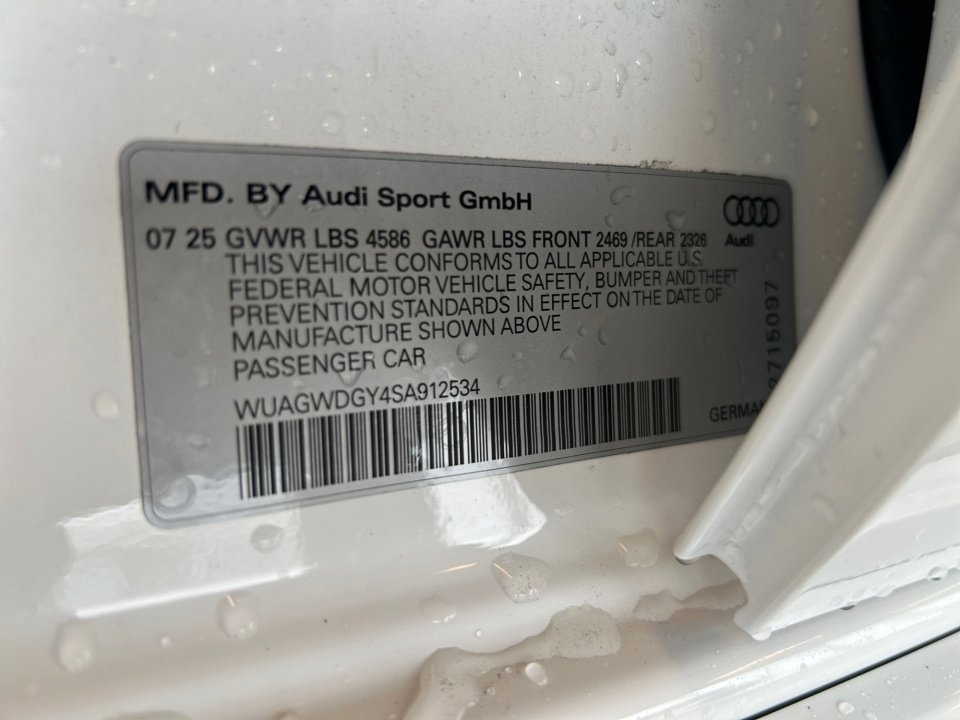 MFD. BY Audi Sport GmbH
07 25 GVWR LBS 4586 GAWR LBS FRONT 2469 /REAR 2326
Audi
THIS VEHICLE CONFORMS TO ALL APPLICABLE U.S.
FEDERAL MOTOR VEHICLE SAFETY, BUMPER AND THEFT
PREVENTION STANDARDS IN EFFECT ON THE DATE OF
MANUFACTURE SHOWN ABOVE
PASSENGER CAR
WUAGWDGY4SA912534